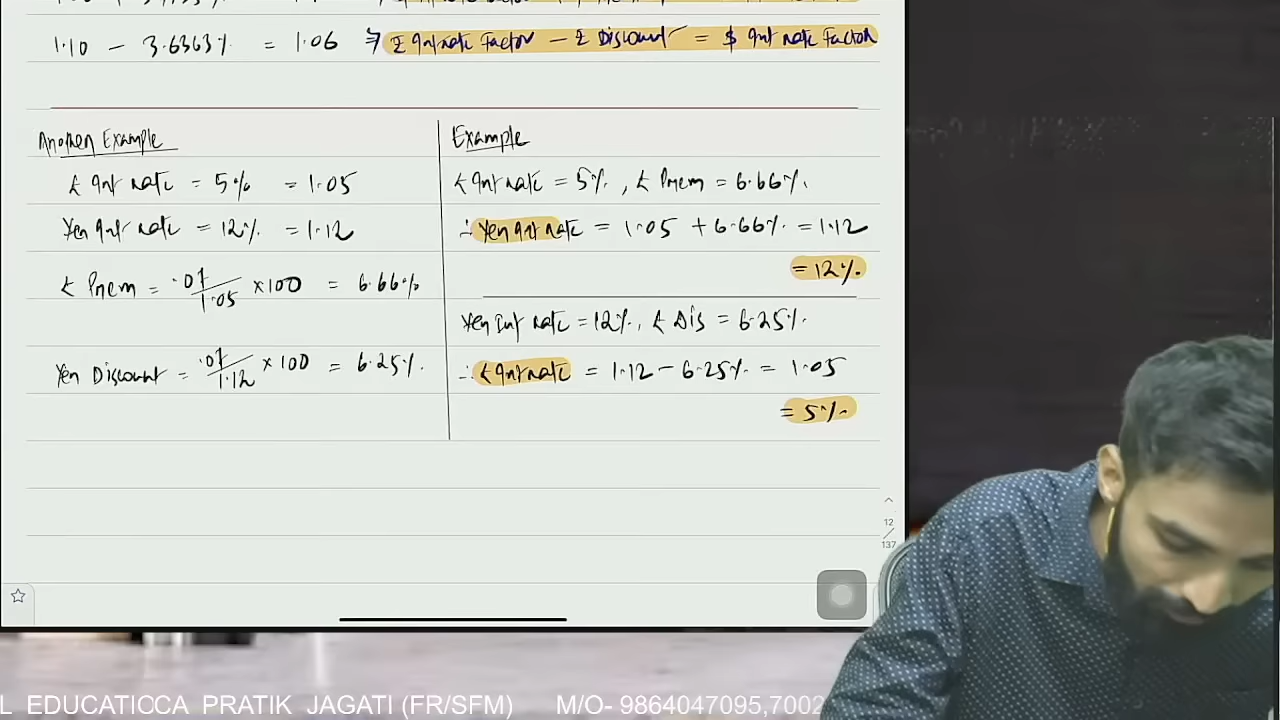 1.10 - 3.6363% = 1.06 ⇒ ₹ Int rate Factor - ₹ Discount = $ Int rate Factor
Another Example
£ Int rate = 5% = 1.05
Yen Int rate = 12% = 1.12
£ Prem = .07/1.05 ×100 = 6.66%
Yen Discount = .07/1.12 ×100 = 6.25%.
Example
£ Int rate = 5%, £ Prem = 6.66%.
∴ Yen Int rate = 1.05 + 6.66% = 1.12
= 12%.
Yen Int rate = 12%, £ Dis = 6.25%.
∴ £ Int rate = 1.12 - 6.25% = 1.05
= 5%.
12/137
L EDUCATIOCA PRATIK JAGATI (FR/SFM) M/O- 9864047095,7002